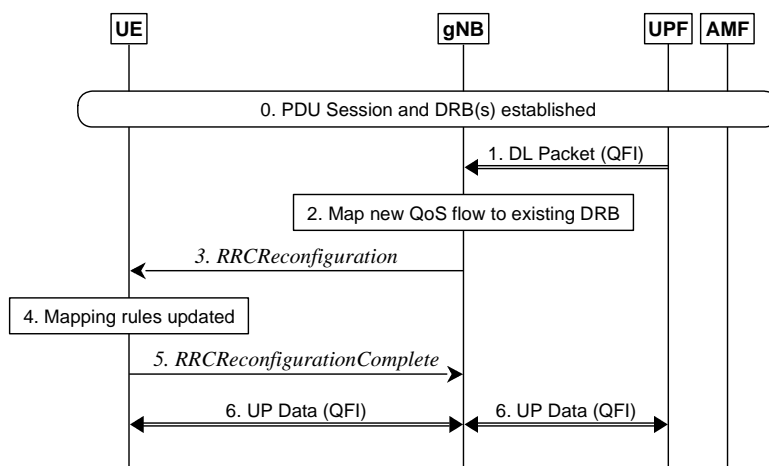 UE gNB UPF AMF
0. PDU Session and DRB(s) established
1. DL Packet (QFI)
2. Map new QoS flow to existing DRB
3. RRCReconfiguration
4. Mapping rules updated
5. RRCReconfigurationComplete
6. UP Data (QFI) 6. UP Data (QFI)